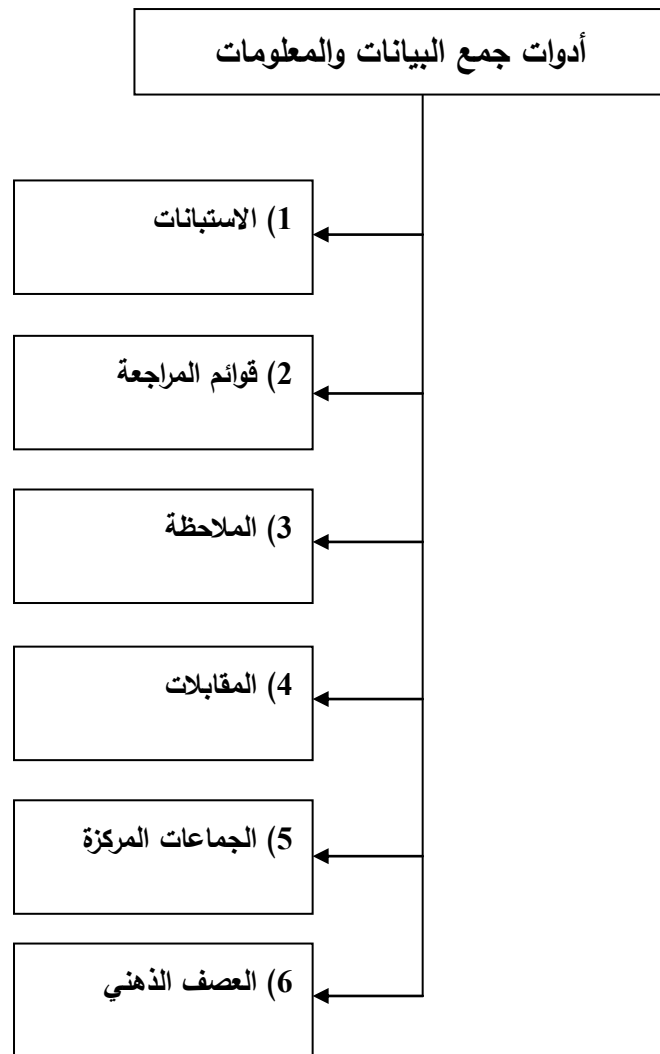 أدوات جمع البيانات والمعلومات
1) الاستبانات
2) قوائم المراجعة
3) الملاحظة
4) المقابلات
5) الجماعات المركزة
6) العصف الذهني